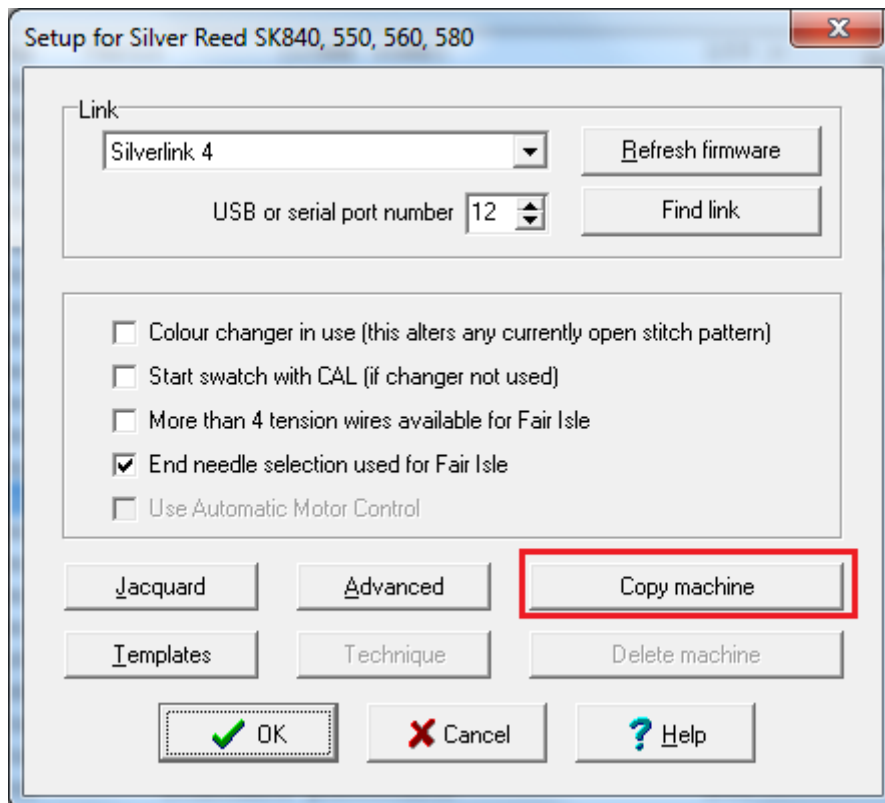 Setup for Silver Reed SK840, 550, 560, 580
Link
Silverlink 4
Refresh firmware
USB or serial port number 12
Find link
Colour changer in use (this alters any currently open stitch pattern)
Start swatch with CAL (if changer not used)
More than 4 tension wires available for Fair Isle
End needle selection used for Fair Isle
Use Automatic Motor Control
Jacquard
Advanced
Copy machine
Templates
Technique
Delete machine
OK
Cancel
Help